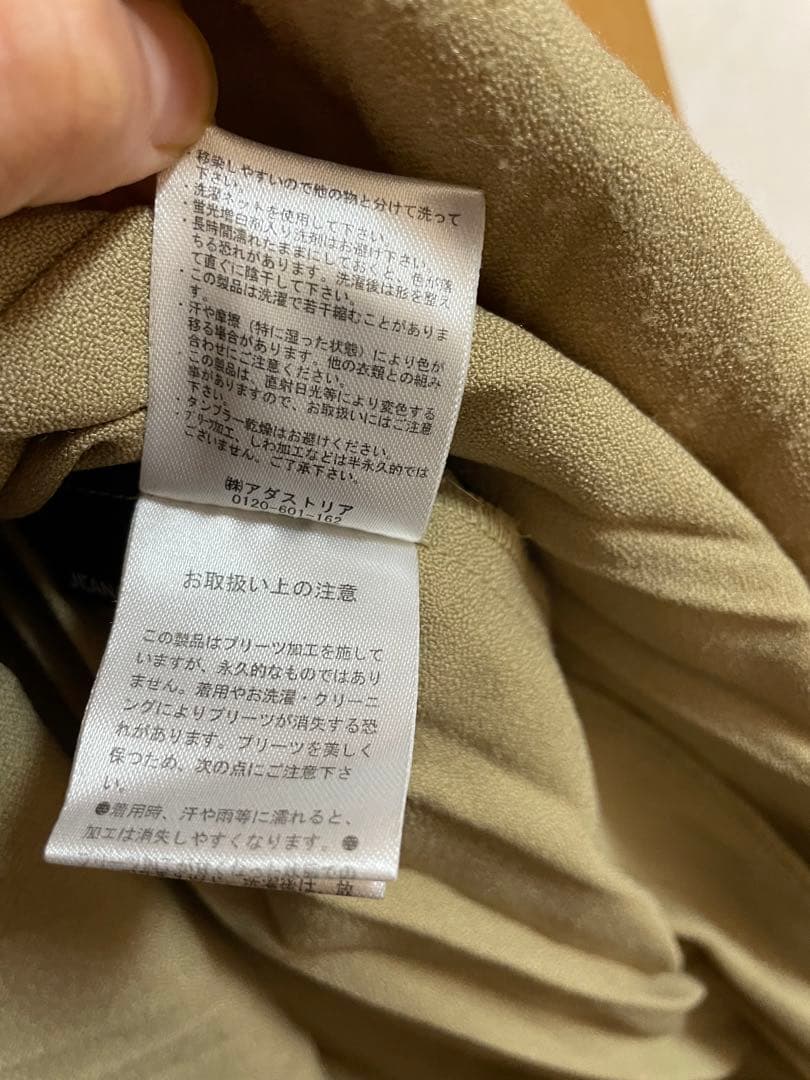 ・移染しやすいので他の物と分けて洗って
下さい。
・洗濯ネットを使用して下さい。
・蛍光増白剤入り洗剤はお避け下さい。
・長時間濡れたままにしておくと、色が落
ちる恐れがあります。洗濯後は形を整え
て直ぐに陰干して下さい。
・この製品は洗濯で若干縮むことがありま
す。
・汗や摩擦（特に湿った状態）により色が
移る場合があります。他の衣類との組み
合わせにご注意ください。
・この製品は、直射日光等により変色する
事がありますので、お取扱いにはご注意
下さい。
・タンブラー乾燥はお避けください。
・プリーツ加工、しわ加工などは半永久的では
ございません。ご了承下さい。
㈱アダストリア
0120-601-162
お取扱い上の注意
この製品はプリーツ加工を施して
いますが、永久的なものではあり
ません。着用やお洗濯・クリーニ
ングによりプリーツが消失する恐
れがあります。プリーツを美しく
保つため、次の点にご注意下さ
い。
●着用時、汗や雨等に濡れると、
加工は消失しやすくなります。●
洗濯後は、放
JEAN